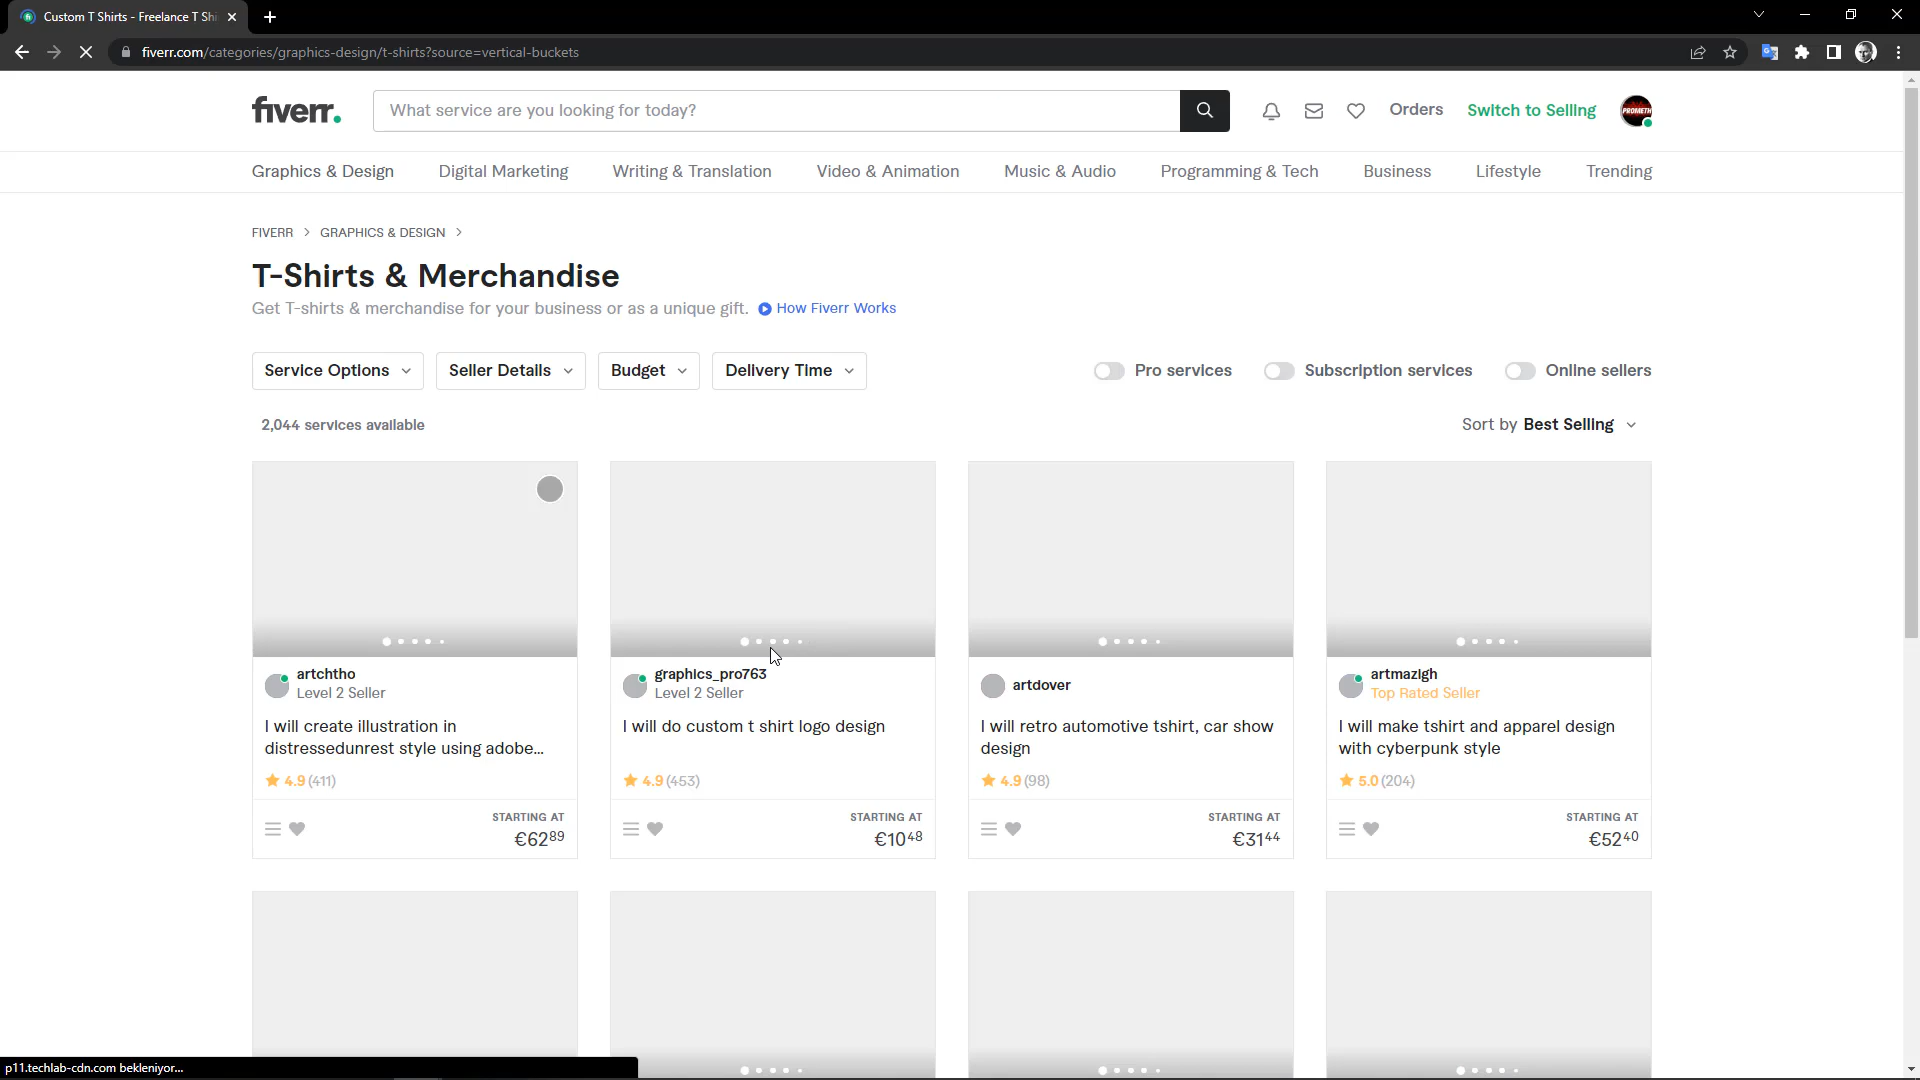 Custom T Shirts - Freelance T Shi
fiverr.com/categories/graphics-design/t-shirts?source=vertical-buckets
fiverr.
What service are you looking for today?
Orders
Switch to Selling
PROMETH
Graphics & Design
Digital Marketing
Writing & Translation
Video & Animation
Music & Audio
Programming & Tech
Business
Lifestyle
Trending
FIVERR > GRAPHICS & DESIGN >
T-Shirts & Merchandise
Get T-shirts & merchandise for your business or as a unique gift. How Fiverr Works
Service Options
Seller Details
Budget
Delivery Time
Pro services
Subscription services
Online sellers
2,044 services available
Sort by Best Selling
artchtho
Level 2 Seller
I will create illustration in
distressedunrest style using adobe...
4.9 (411)
STARTING AT
€62⁸⁹
graphics_pro763
Level 2 Seller
I will do custom t shirt logo design
4.9 (453)
STARTING AT
€10⁴⁸
artdover
I will retro automotive tshirt, car show
design
4.9 (98)
STARTING AT
€31⁴⁴
artmazigh
Top Rated Seller
I will make tshirt and apparel design
with cyberpunk style
5.0 (204)
STARTING AT
€52⁴⁰
p11.techlab-cdn.com bekleniyor...